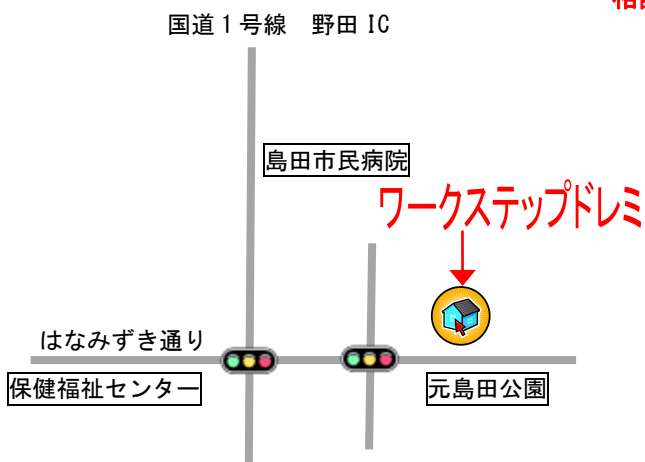 国道1号線　野田IC
島田市民病院
ワークステップドレミ
はなみずき通り
保健福祉センター
元島田公園